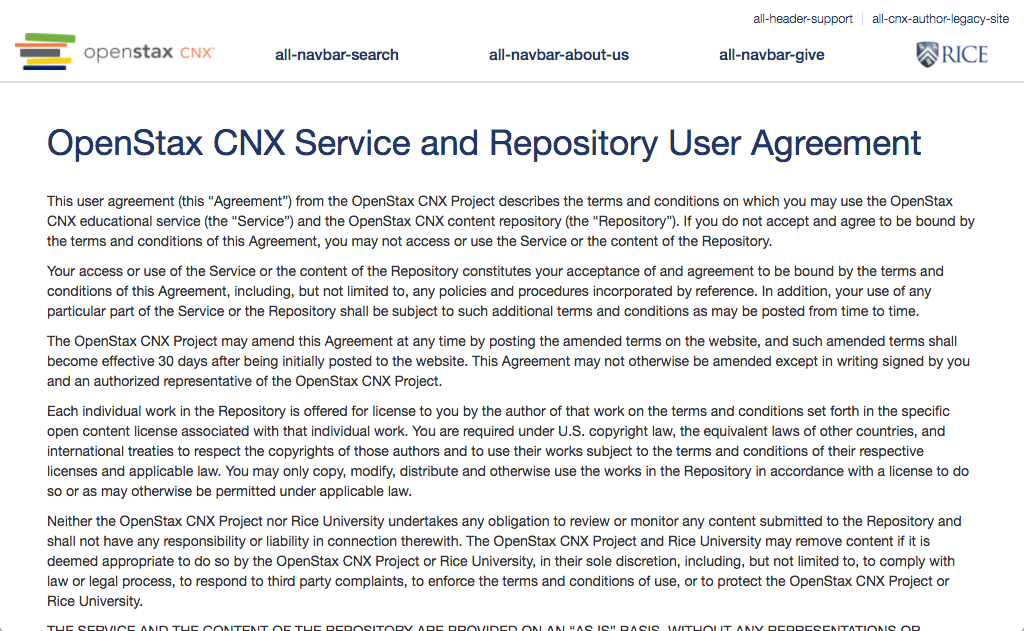 all-header-support all-cnx-author-legacy-site
openstax CNX all-navbar-search all-navbar-about-us all-navbar-give RICE
OpenStax CNX Service and Repository User Agreement
This user agreement (this “Agreement”) from the OpenStax CNX Project describes the terms and conditions on which you may use the OpenStax
CNX educational service (the “Service”) and the OpenStax CNX content repository (the “Repository”). If you do not accept and agree to be bound by
the terms and conditions of this Agreement, you may not access or use the Service or the content of the Repository.
Your access or use of the Service or the content of the Repository constitutes your acceptance of and agreement to be bound by the terms and
conditions of this Agreement, including, but not limited to, any policies and procedures incorporated by reference. In addition, your use of any
particular part of the Service or the Repository shall be subject to such additional terms and conditions as may be posted from time to time.
The OpenStax CNX Project may amend this Agreement at any time by posting the amended terms on the website, and such amended terms shall
become effective 30 days after being initially posted to the website. This Agreement may not otherwise be amended except in writing signed by you
and an authorized representative of the OpenStax CNX Project.
Each individual work in the Repository is offered for license to you by the author of that work on the terms and conditions set forth in the specific
open content license associated with that individual work. You are required under U.S. copyright law, the equivalent laws of other countries, and
international treaties to respect the copyrights of those authors and to use their works subject to the terms and conditions of their respective
licenses and applicable law. You may only copy, modify, distribute and otherwise use the works in the Repository in accordance with a license to do
so or as may otherwise be permitted under applicable law.
Neither the OpenStax CNX Project nor Rice University undertakes any obligation to review or monitor any content submitted to the Repository and
shall not have any responsibility or liability in connection therewith. The OpenStax CNX Project and Rice University may remove content if it is
deemed appropriate to do so by the OpenStax CNX Project or Rice University, in their sole discretion, including, but not limited to, to comply with
law or legal process, to respond to third party complaints, to enforce the terms and conditions of use, or to protect the OpenStax CNX Project or
Rice University.
THE SERVICE AND THE CONTENT OF THE REPOSITORY ARE PROVIDED ON AN “AS IS” BASIS, WITHOUT ANY REPRESENTATIONS OR